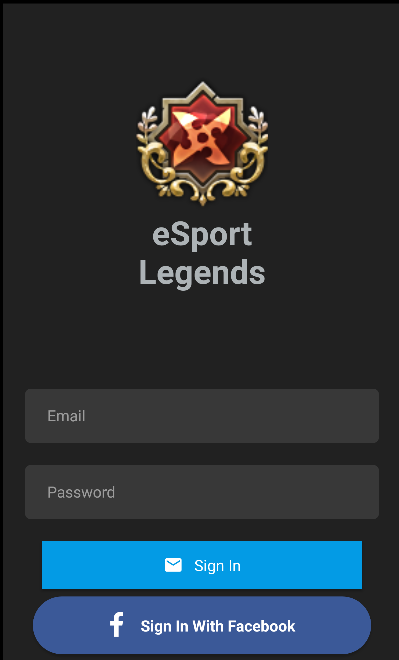 eSport
Legends
Email
Password
Sign In
Sign In With Facebook